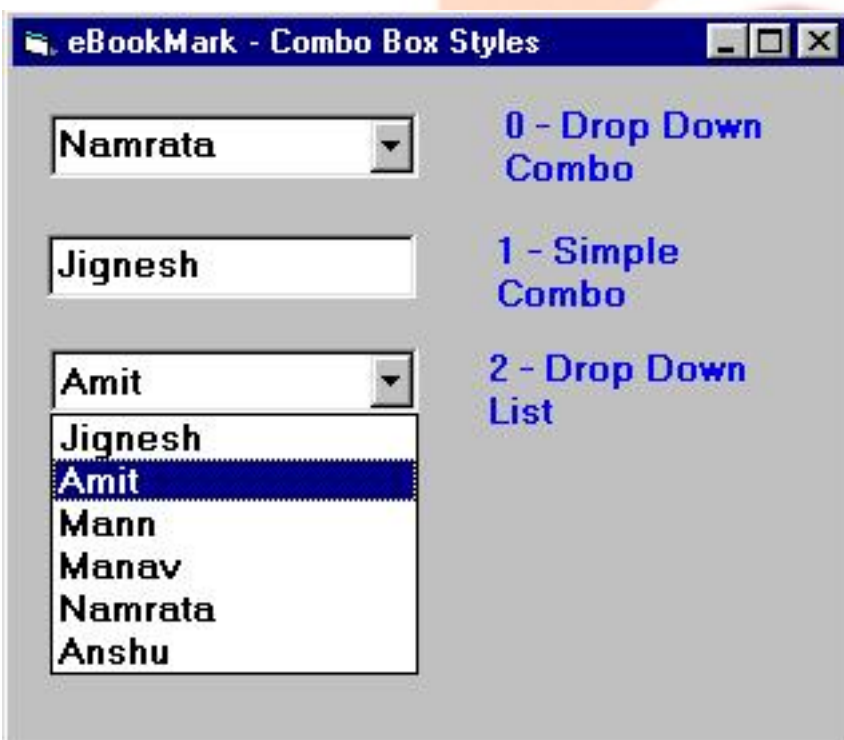 eBookMark - Combo Box Styles
Namrata
0 - Drop Down
Combo
Jignesh
1 - Simple
Combo
Amit
2 - Drop Down
List
Jignesh
Amit
Mann
Manav
Namrata
Anshu